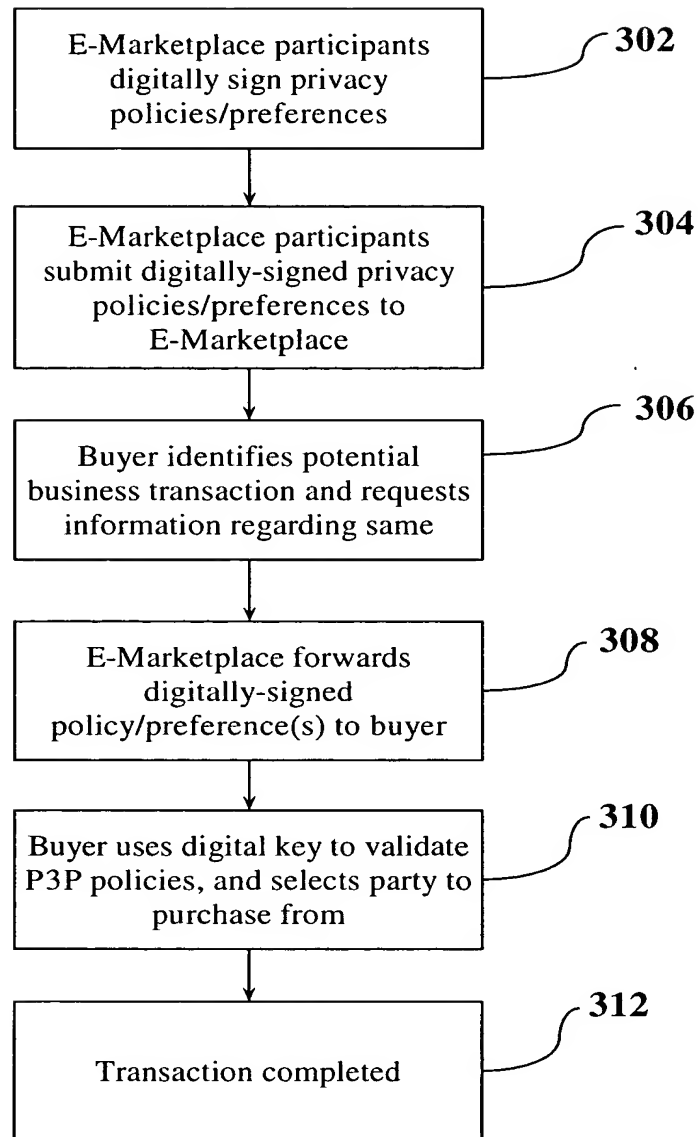 E-Marketplace participants
digitally sign privacy
policies/preferences
302
E-Marketplace participants
submit digitally-signed privacy
policies/preferences to
E-Marketplace
304
Buyer identifies potential
business transaction and requests
information regarding same
306
E-Marketplace forwards
digitally-signed
policy/preference(s) to buyer
308
Buyer uses digital key to validate
P3P policies, and selects party to
purchase from
310
Transaction completed
312